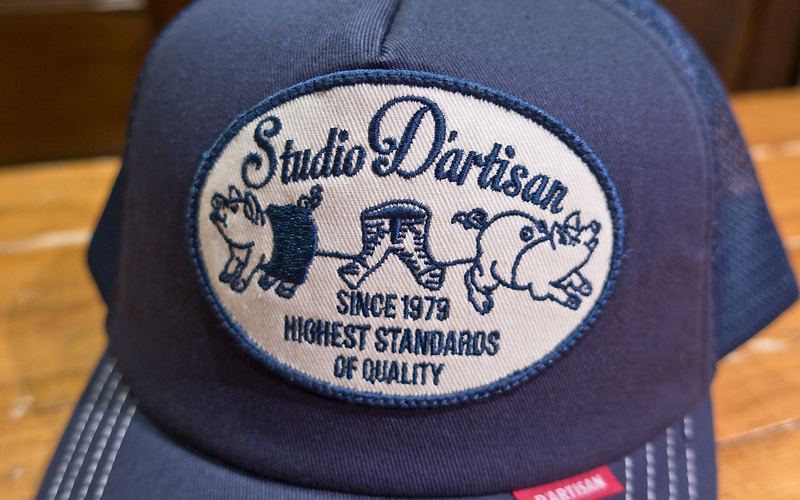 Studio D'artisan
SINCE 1979
HIGHEST STANDARDS
OF QUALITY
D'ARTISAN